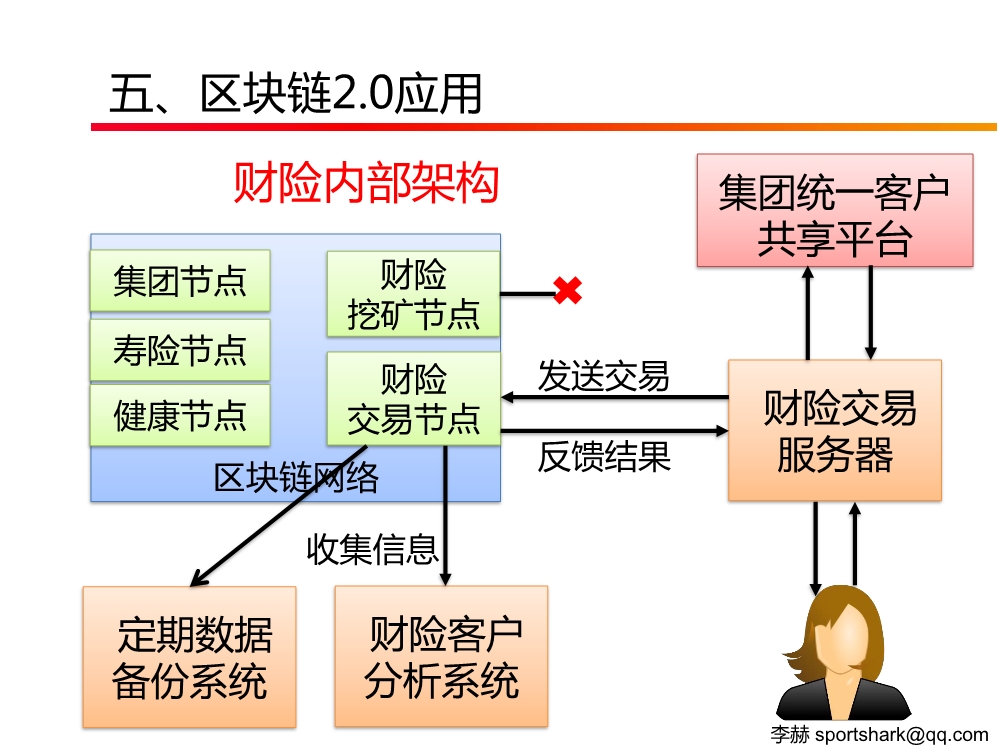 五、区块链2.0应用
财险内部架构
集团统一客户
共享平台
集团节点
寿险节点
健康节点
财险
挖矿节点
财险
交易节点
区块链网络
发送交易
反馈结果
财险交易
服务器
收集信息
定期数据
备份系统
财险客户
分析系统
李赫 sportshark@qq.com